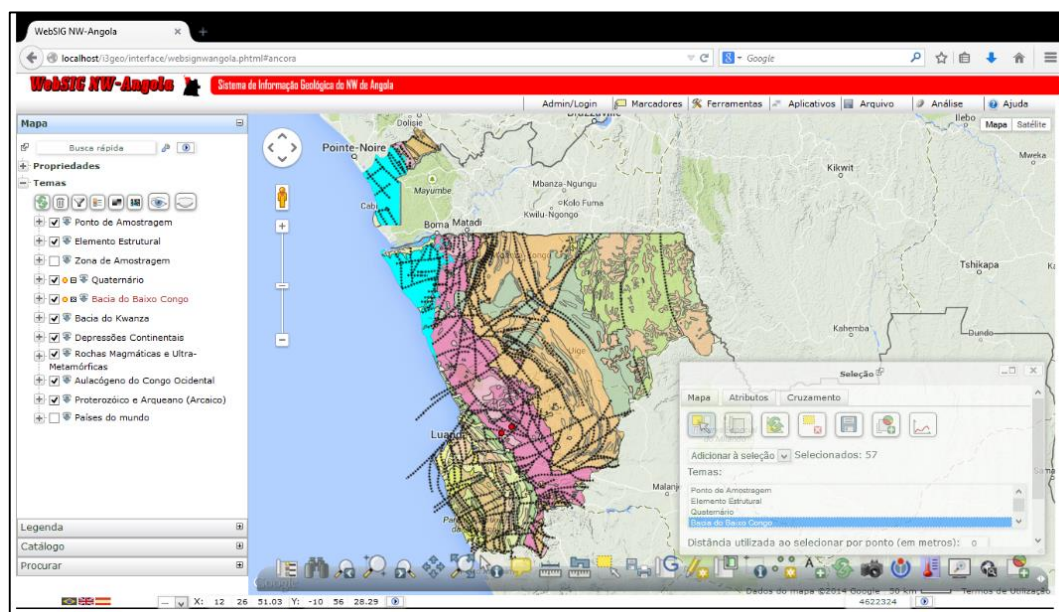 WebSIG NW-Angola
localhost/i3geo/interface/websignwangola.phtml#ancora
Google
WebSIG NW-Angola
Sistema de Informação Geológica do NW de Angola
Admin/Login
Marcadores
Ferramentas
Aplicativos
Arquivo
Análise
Ajuda
Mapa
Busca rápida
Propriedades
Temas
Ponto de Amostragem
Elemento Estrutural
Zona de Amostragem
Quaternário
Bacia do Baixo Congo
Bacia do Kwanza
Depressões Continentais
Rochas Magmáticas e Ultra-
Metamórficas
Aulacógeno do Congo Ocidental
Proterozóico e Arqueano (Arcaico)
Países do mundo
Legenda
Catálogo
Procurar
Dolisie
Pointe-Noire
Mayumbe
Boma Matadi
Mbanza-Ngungu
Kolo Fuma
Kwilu-Ngongo
Kikwit
Ilebo
Mapa Satélite
Mweka
Tshikapa
Kahemba
Dundo
Uíge
Seleção
Mapa Atributos Cruzamento
Adicionar à seleção Selecionados: 57
Temas:
Ponto de Amostragem
Elemento Estrutural
Quaternário
Bacia do Baixo Congo
Distância utilizada ao selecionar por ponto (em metros): 0
Google
Dados do mapa ©2014 Google
50 km
Termos de Utilização
--- X: 12 26 51.03 Y: -10 56 28.29
4622324